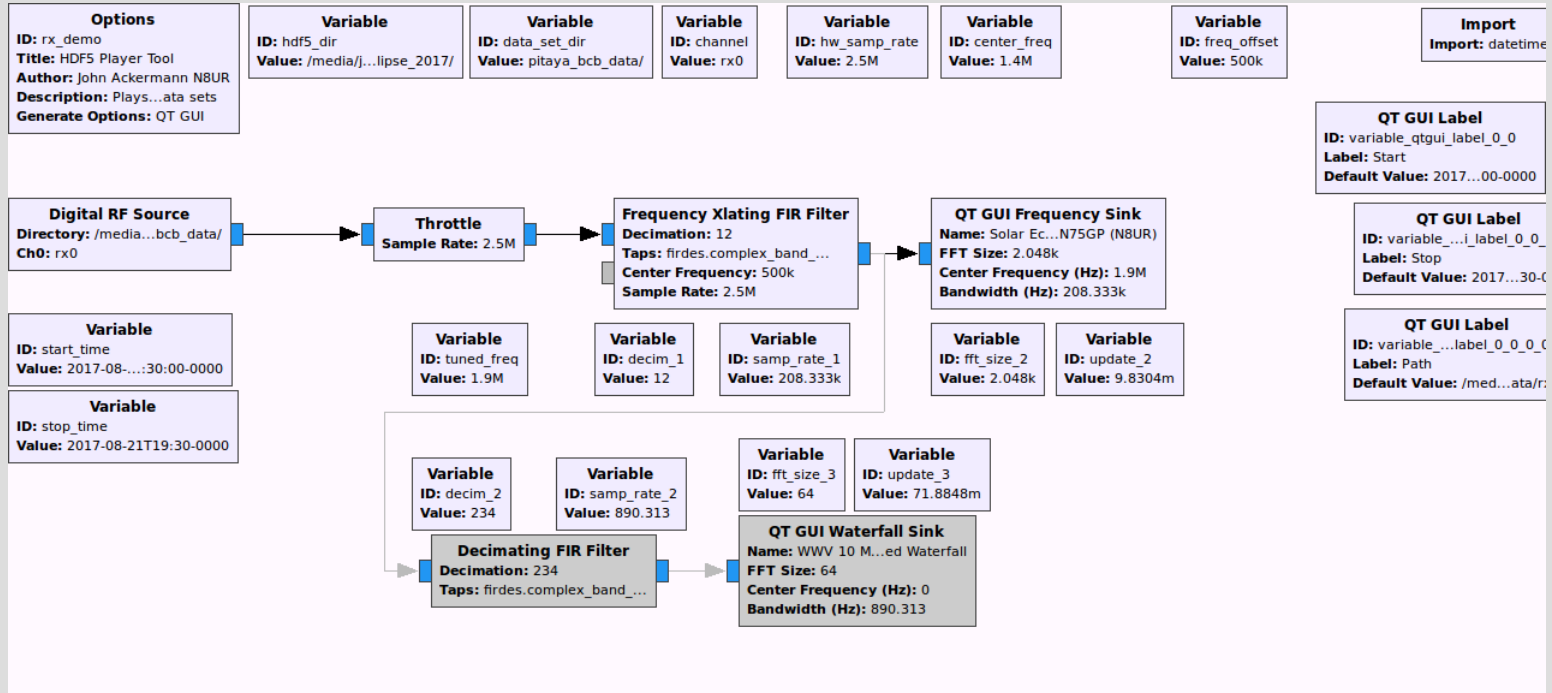 Options
ID: rx_demo
Title: HDF5 Player Tool
Author: John Ackermann N8UR
Description: Plays...ata sets
Generate Options: QT GUI
Variable
ID: hdf5_dir
Value: /media/j...lipse_2017/
Variable
ID: data_set_dir
Value: pitaya_bcb_data/
Variable
ID: channel
Value: rx0
Variable
ID: hw_samp_rate
Value: 2.5M
Variable
ID: center_freq
Value: 1.4M
Variable
ID: freq_offset
Value: 500k
Import
Import: datetime
QT GUI Label
ID: variable_qtgui_label_0_0
Label: Start
Default Value: 2017...00-0000
Digital RF Source
Directory: /media...bcb_data/
Ch0: rx0
Throttle
Sample Rate: 2.5M
Frequency Xlating FIR Filter
Decimation: 12
Taps: firdes.complex_band_...
Center Frequency: 500k
Sample Rate: 2.5M
QT GUI Frequency Sink
Name: Solar Ec...N75GP (N8UR)
FFT Size: 2.048k
Center Frequency (Hz): 1.9M
Bandwidth (Hz): 208.333k
QT GUI Label
ID: variable_...i_label_0_0_
Label: Stop
Default Value: 2017...30-0
Variable
ID: start_time
Value: 2017-08-...:30:00-0000
Variable
ID: tuned_freq
Value: 1.9M
Variable
ID: decim_1
Value: 12
Variable
ID: samp_rate_1
Value: 208.333k
Variable
ID: fft_size_2
Value: 2.048k
Variable
ID: update_2
Value: 9.8304m
QT GUI Label
ID: variable_...label_0_0_0_0
Label: Path
Default Value: /med...ata/rx
Variable
ID: stop_time
Value: 2017-08-21T19:30-0000
Variable
ID: decim_2
Value: 234
Variable
ID: samp_rate_2
Value: 890.313
Variable
ID: fft_size_3
Value: 64
Variable
ID: update_3
Value: 71.8848m
Decimating FIR Filter
Decimation: 234
Taps: firdes.complex_band_...
QT GUI Waterfall Sink
Name: WWV 10 M...ed Waterfall
FFT Size: 64
Center Frequency (Hz): 0
Bandwidth (Hz): 890.313